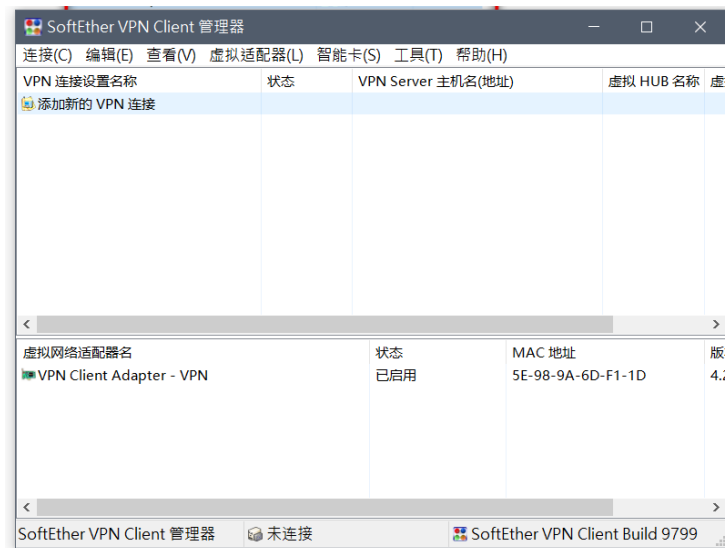 SoftEther VPN Client 管理器
连接(C) 编辑(E) 查看(V) 虚拟适配器(L) 智能卡(S) 工具(T) 帮助(H)
VPN 连接设置名称 状态 VPN Server 主机名(地址) 虚拟 HUB 名称 虚
添加新的 VPN 连接
虚拟网络适配器名 状态 MAC 地址 版
VPN Client Adapter - VPN 已启用 5E-98-9A-6D-F1-1D 4.2
SoftEther VPN Client 管理器 未连接 SoftEther VPN Client Build 9799